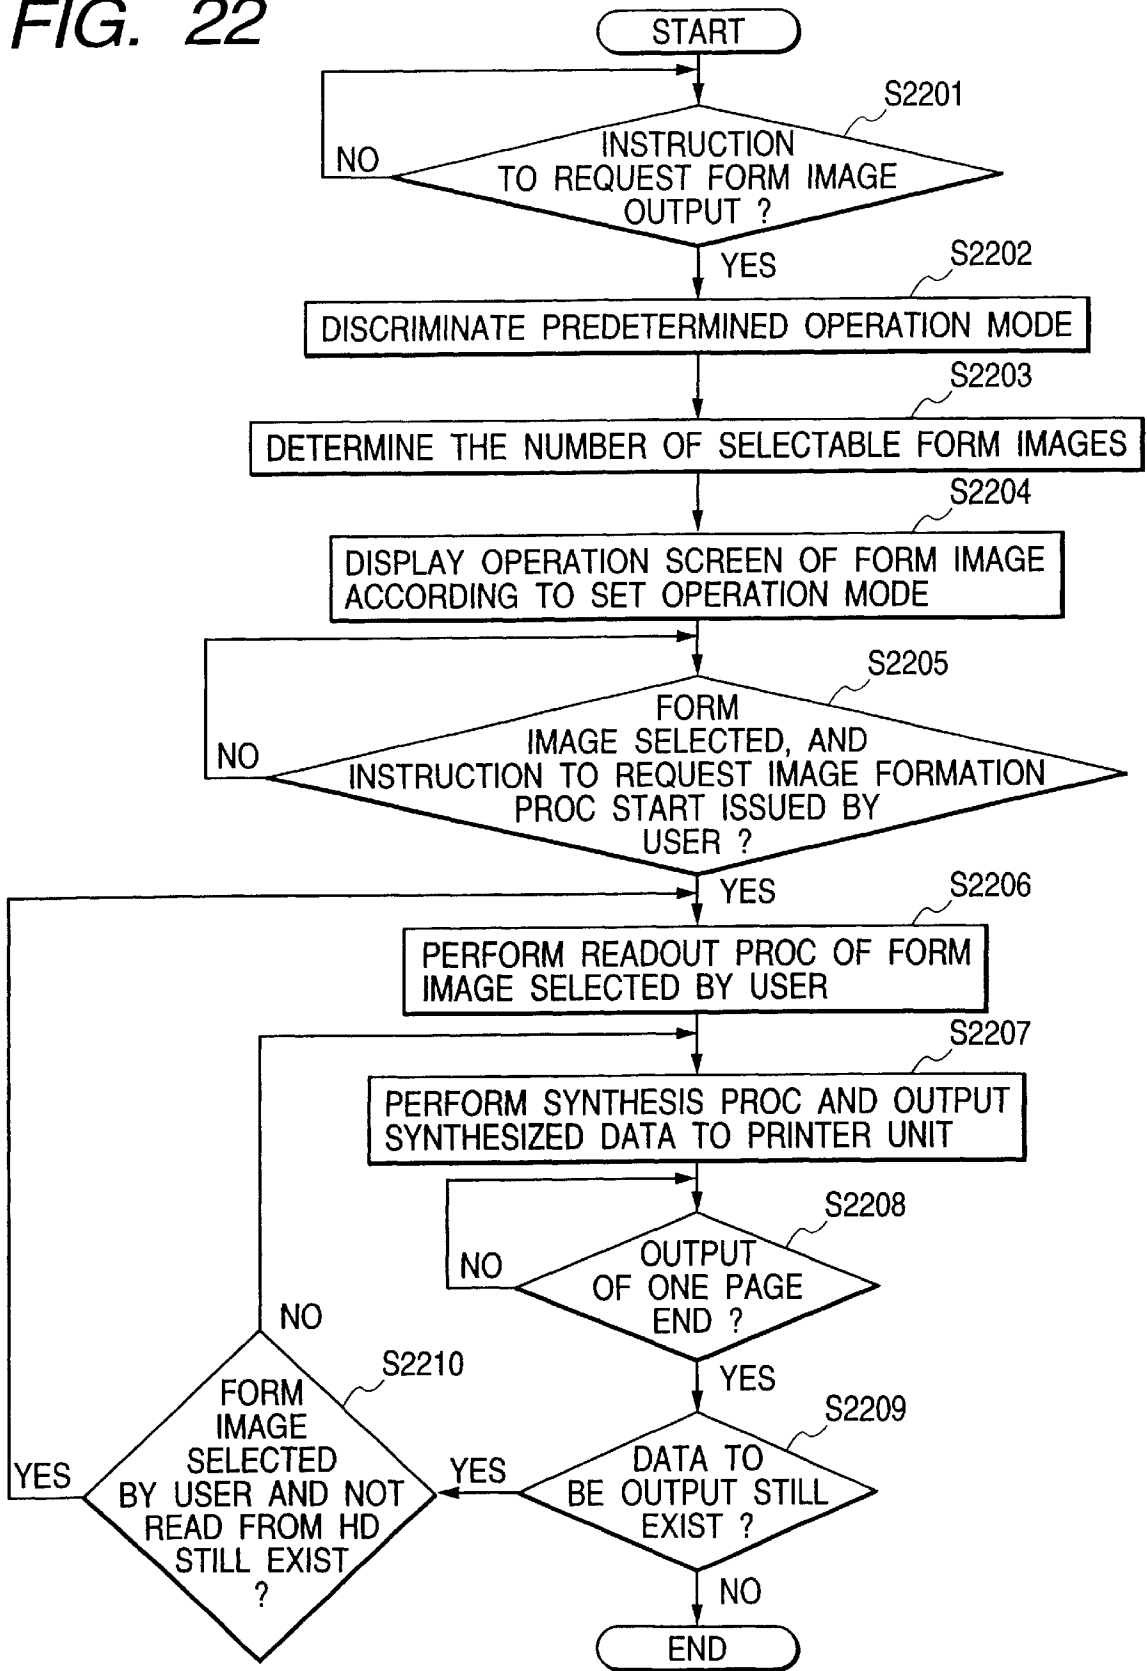 FIG. 22
START
S2201
INSTRUCTION
TO REQUEST FORM IMAGE
OUTPUT ?
NO
YES
S2202
DISCRIMINATE PREDETERMINED OPERATION MODE
S2203
DETERMINE THE NUMBER OF SELECTABLE FORM IMAGES
S2204
DISPLAY OPERATION SCREEN OF FORM IMAGE
ACCORDING TO SET OPERATION MODE
S2205
FORM
IMAGE SELECTED, AND
INSTRUCTION TO REQUEST IMAGE FORMATION
PROC START ISSUED BY
USER ?
NO
YES
S2206
PERFORM READOUT PROC OF FORM
IMAGE SELECTED BY USER
S2207
PERFORM SYNTHESIS PROC AND OUTPUT
SYNTHESIZED DATA TO PRINTER UNIT
S2208
OUTPUT
OF ONE PAGE
END ?
NO
YES
S2209
DATA TO
BE OUTPUT STILL
EXIST ?
YES
NO
S2210
FORM
IMAGE
SELECTED
BY USER AND NOT
READ FROM HD
STILL EXIST
?
NO
YES
END